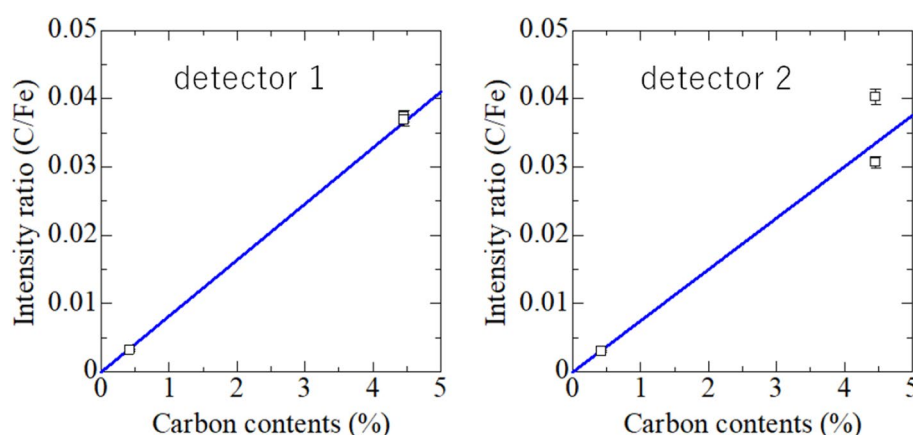 0.05
0.04
0.03
0.02
0.01
0
0 1 2 3 4 5
Intensity ratio (C/Fe)
Carbon contents (%)
detector 1
0.05
0.04
0.03
0.02
0.01
0
0 1 2 3 4 5
Intensity ratio (C/Fe)
Carbon contents (%)
detector 2